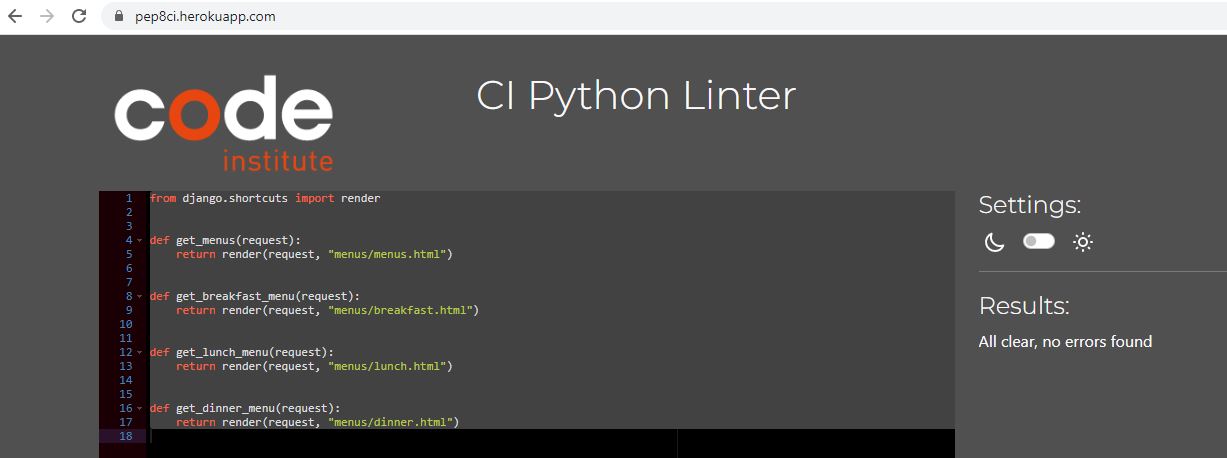 pep8ci.herokuapp.com
code
institute
CI Python Linter
1 from django.shortcuts import render
2
3
4 def get_menus(request):
5     return render(request, "menus/menus.html")
6
7
8 def get_breakfast_menu(request):
9     return render(request, "menus/breakfast.html")
10
11
12 def get_lunch_menu(request):
13     return render(request, "menus/lunch.html")
14
15
16 def get_dinner_menu(request):
17     return render(request, "menus/dinner.html")
18
Settings:
Results:
All clear, no errors found